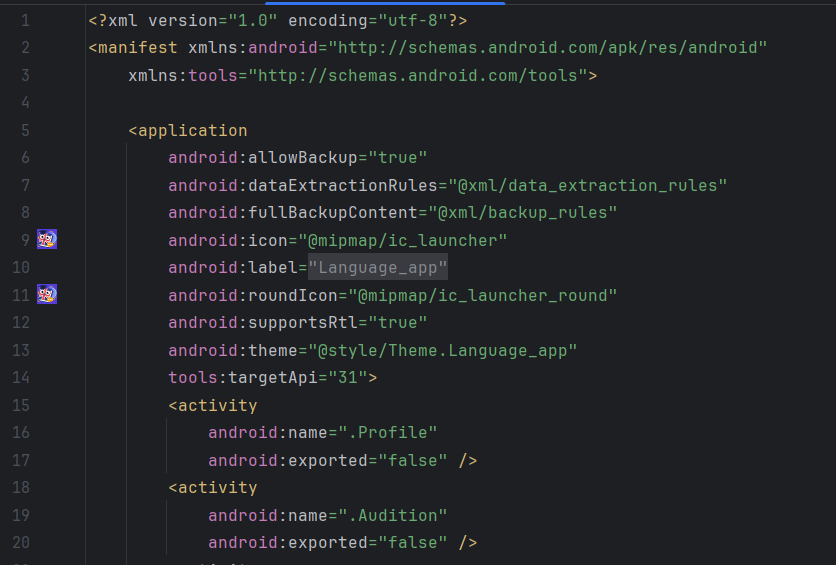 1 <?xml version="1.0" encoding="utf-8"?>
2 <manifest xmlns:android="http://schemas.android.com/apk/res/android"
3     xmlns:tools="http://schemas.android.com/tools">
4
5     <application
6         android:allowBackup="true"
7         android:dataExtractionRules="@xml/data_extraction_rules"
8         android:fullBackupContent="@xml/backup_rules"
9         android:icon="@mipmap/ic_launcher"
10         android:label="Language_app"
11         android:roundIcon="@mipmap/ic_launcher_round"
12         android:supportsRtl="true"
13         android:theme="@style/Theme.Language_app"
14         tools:targetApi="31">
15         <activity
16             android:name=".Profile"
17             android:exported="false" />
18         <activity
19             android:name=".Audition"
20             android:exported="false" />